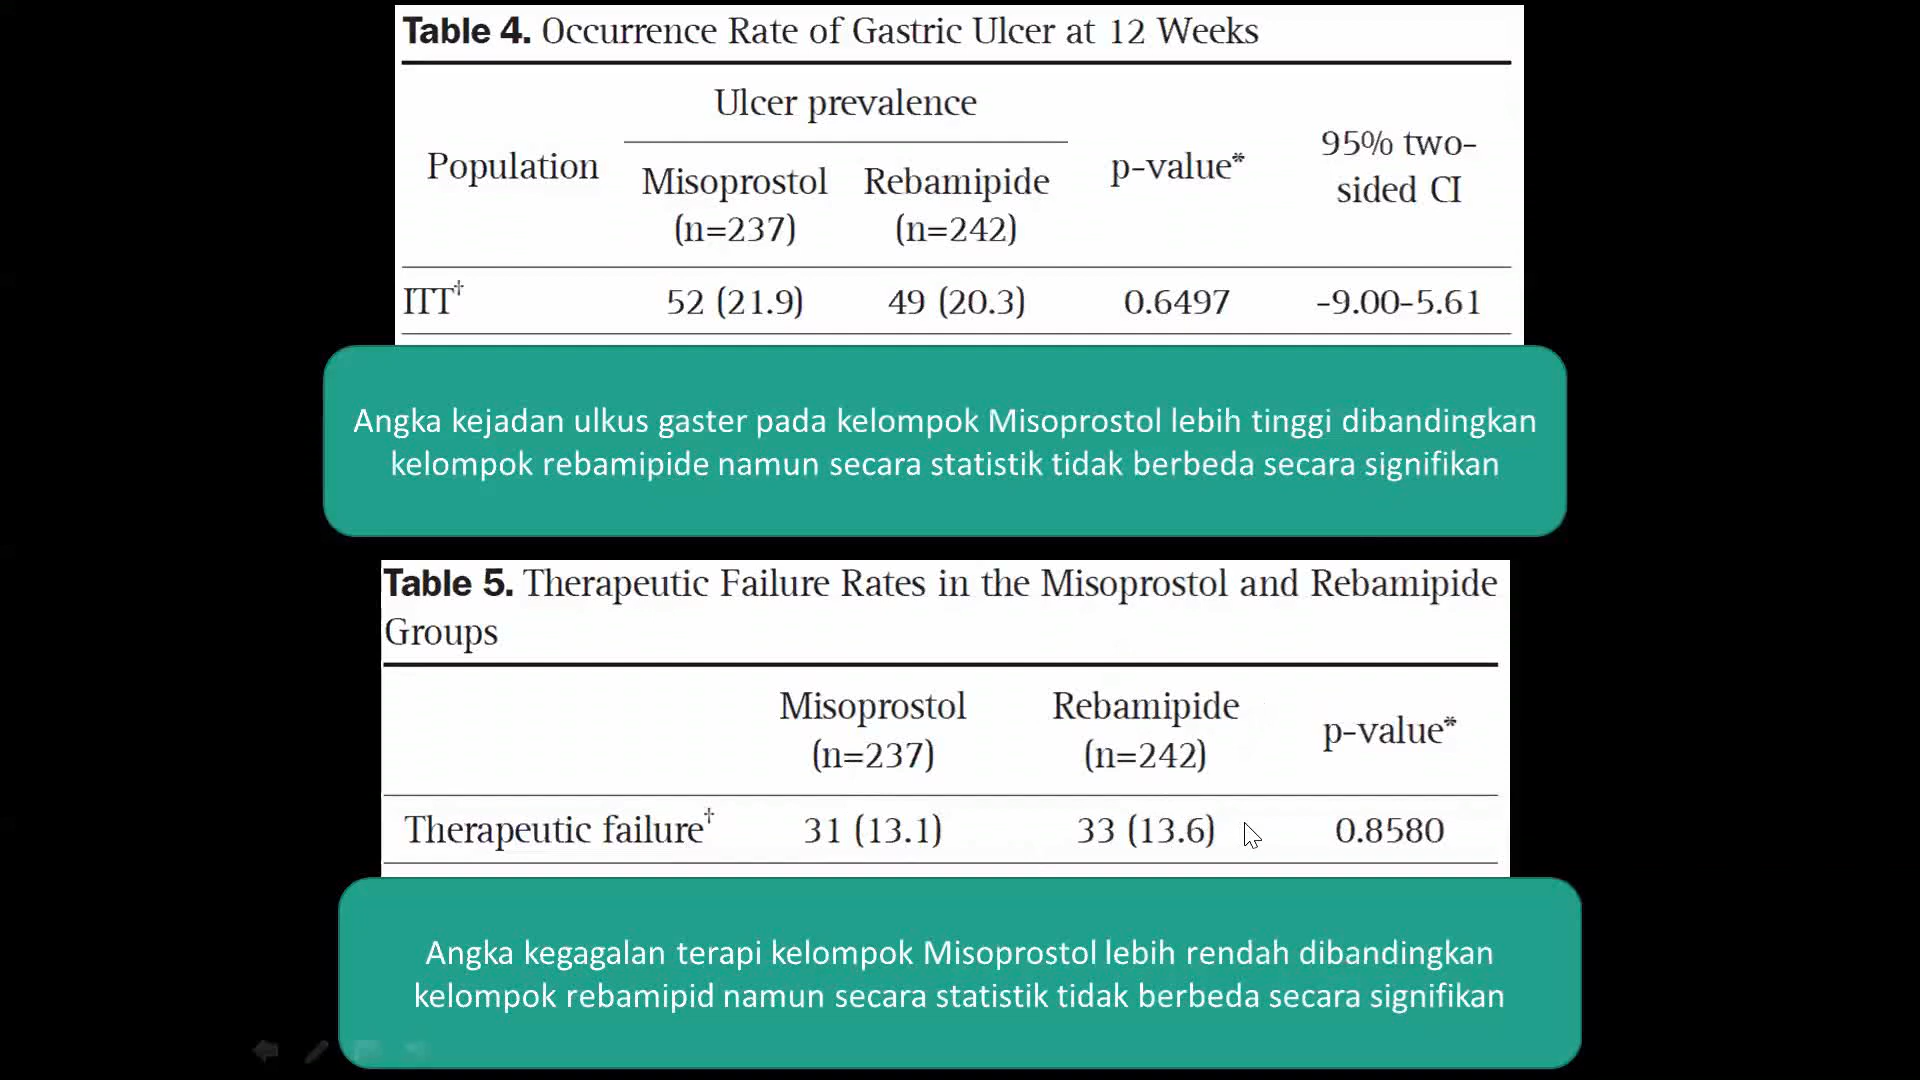 Table 4. Occurrence Rate of Gastric Ulcer at 12 Weeks
Ulcer prevalence
Population
Misoprostol
(n=237)
Rebamipide
(n=242)
p-value*
95% two-
sided CI
ITT†
52 (21.9)
49 (20.3)
0.6497
-9.00-5.61
Angka kejadan ulkus gaster pada kelompok Misoprostol lebih tinggi dibandingkan
kelompok rebamipide namun secara statistik tidak berbeda secara signifikan
Table 5. Therapeutic Failure Rates in the Misoprostol and Rebamipide
Groups
Misoprostol
(n=237)
Rebamipide
(n=242)
p-value*
Therapeutic failure†
31 (13.1)
33 (13.6)
0.8580
Angka kegagalan terapi kelompok Misoprostol lebih rendah dibandingkan
kelompok rebamipid namun secara statistik tidak berbeda secara signifikan